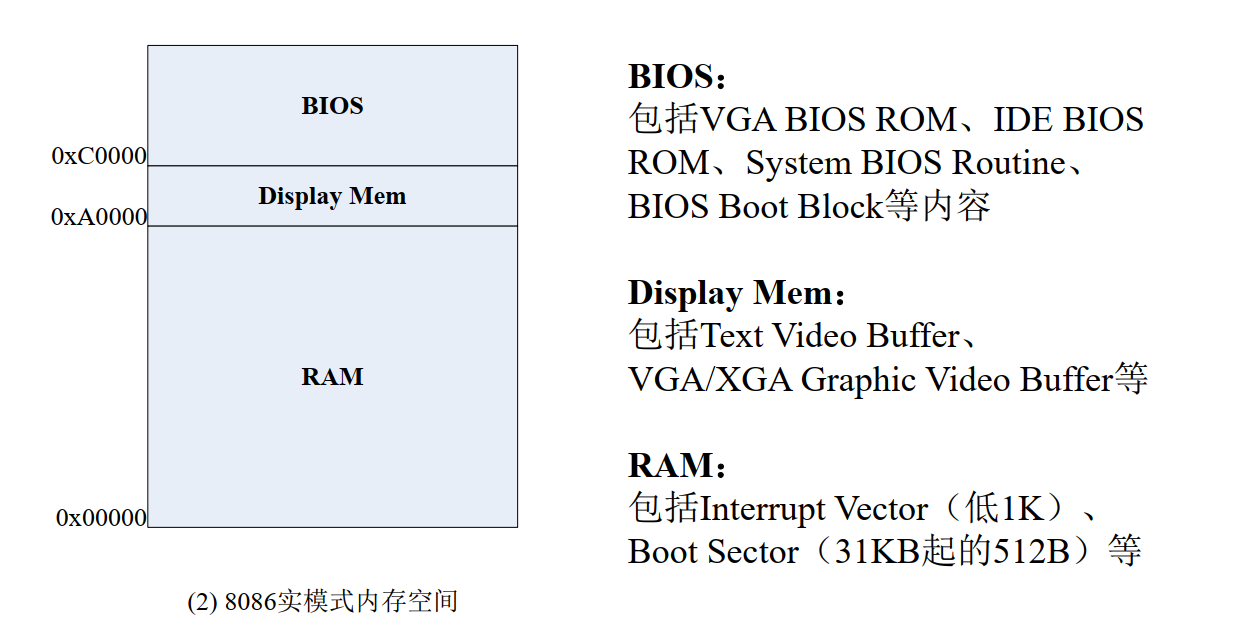 BIOS
0xC0000
Display Mem
0xA0000
RAM
0x00000
(2) 8086实模式内存空间
BIOS：
包括VGA BIOS ROM、IDE BIOS
ROM、System BIOS Routine、
BIOS Boot Block等内容
Display Mem：
包括Text Video Buffer、
VGA/XGA Graphic Video Buffer等
RAM：
包括Interrupt Vector（低1K）、
Boot Sector（31KB起的512B）等